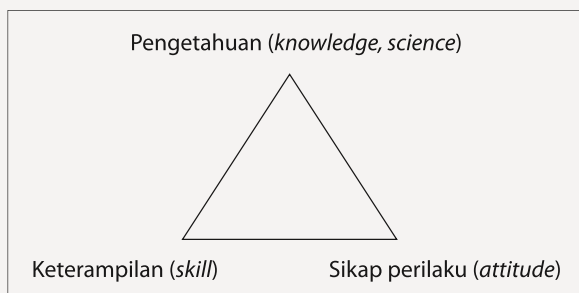 Pengetahuan (knowledge, science)
Keterampilan (skill)
Sikap perilaku (attitude)